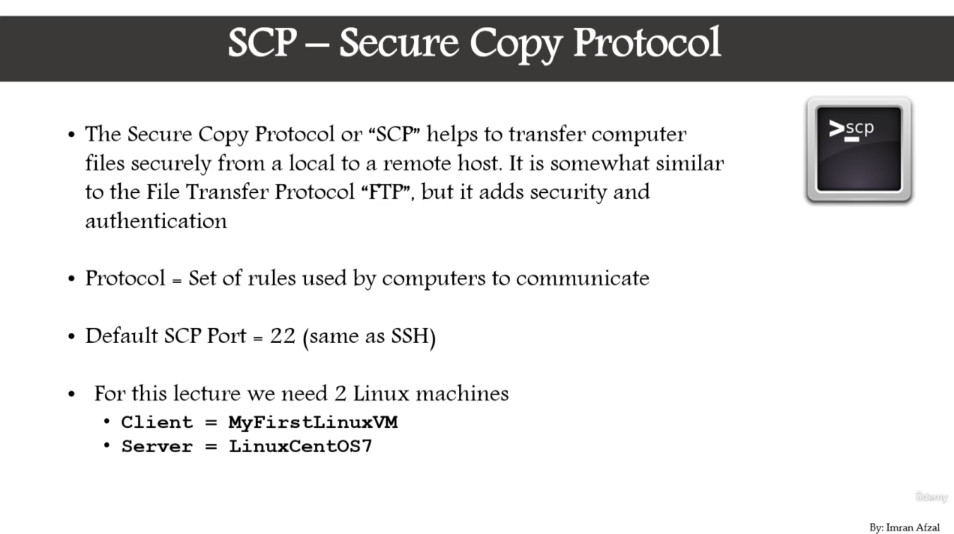 SCP – Secure Copy Protocol
>_scp
• The Secure Copy Protocol or “SCP” helps to transfer computer
files securely from a local to a remote host. It is somewhat similar
to the File Transfer Protocol “FTP”, but it adds security and
authentication
• Protocol = Set of rules used by computers to communicate
• Default SCP Port = 22 (same as SSH)
• For this lecture we need 2 Linux machines
• Client = MyFirstLinuxVM
• Server = LinuxCentOS7
ûdemy
By: Imran Afzal